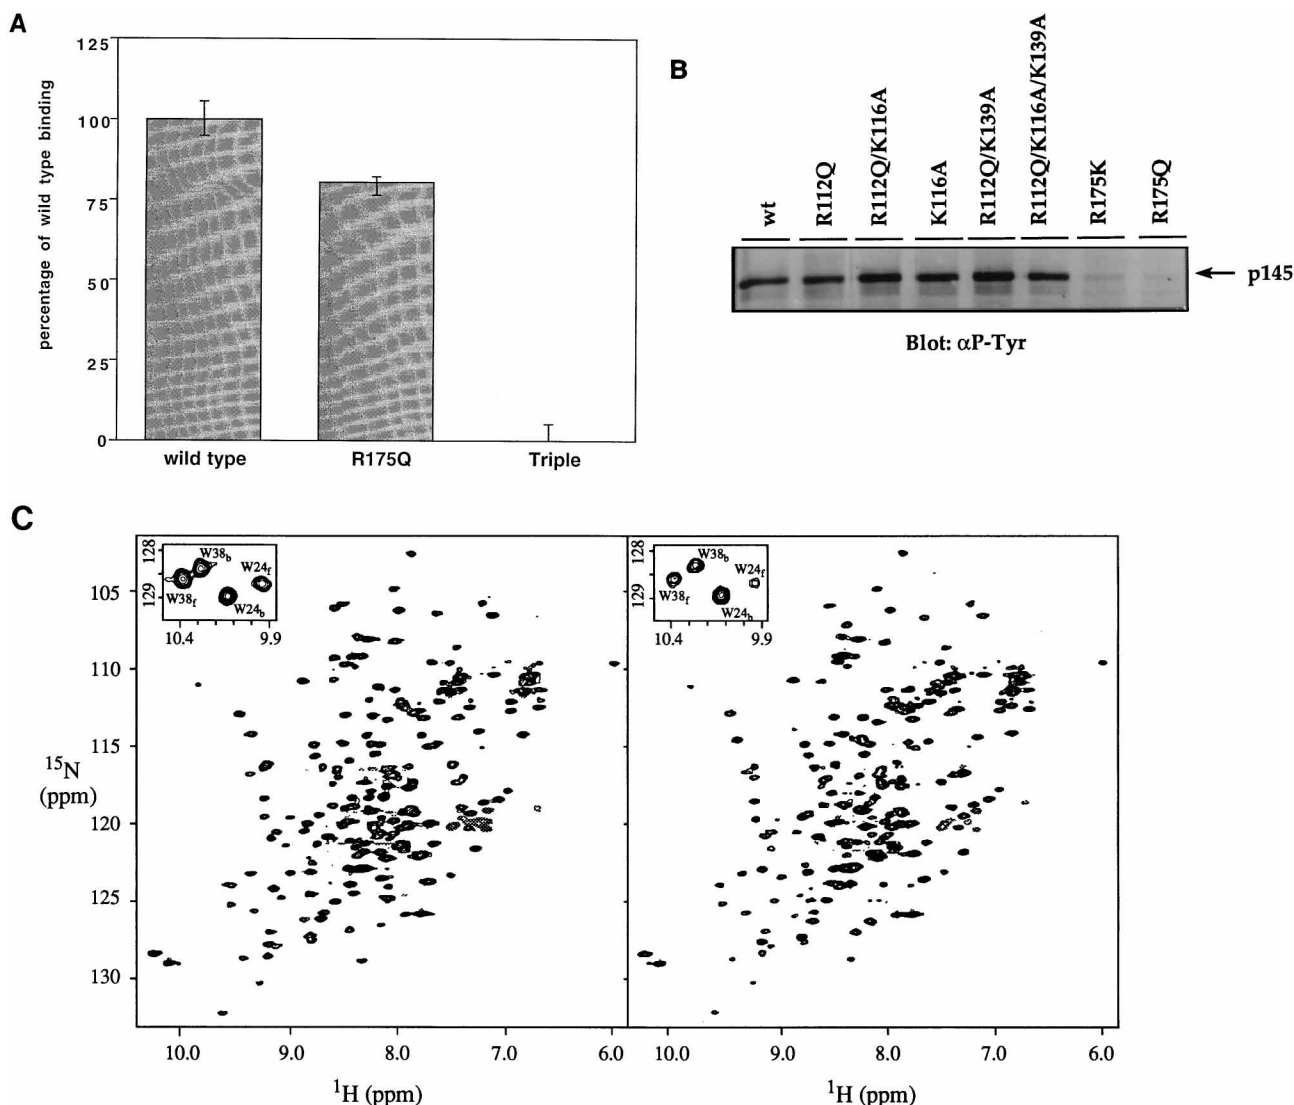 A
percentage of wild type binding
125
100
75
50
25
0
wild type
R175Q
Triple
B
wt
R112Q
R112Q/K116A
K116A
R112Q/K139A
R112Q/K116A/K139A
R175K
R175Q
p145
Blot: αP-Tyr
C
128
129
W38b
W24f
W38f
W24b
10.4
9.9
128
129
W38b
W24f
W38f
W24b
10.4
9.9
105
110
115
120
125
130
15N
(ppm)
10.0
9.0
8.0
7.0
6.0
10.0
9.0
8.0
7.0
6.0
1H (ppm)
1H (ppm)